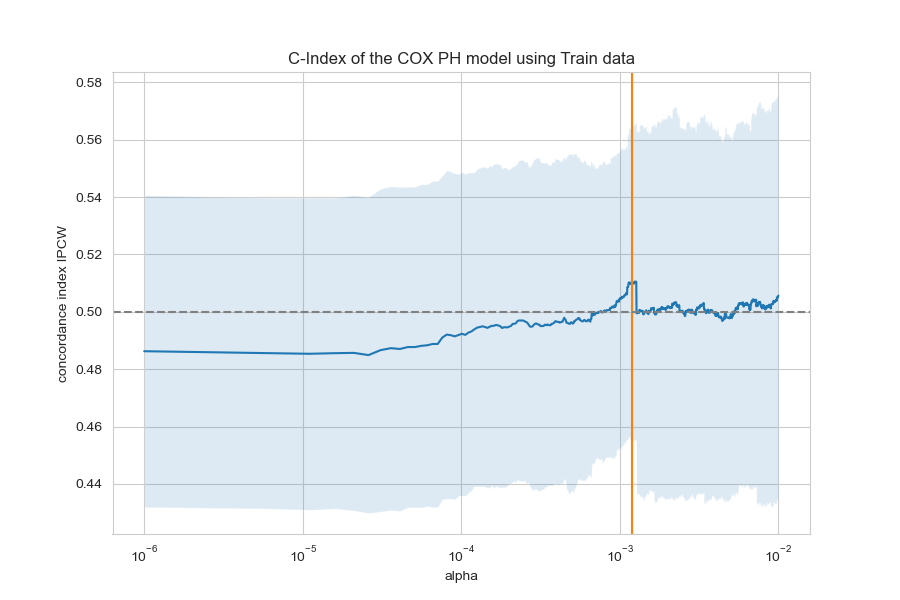 C-Index of the COX PH model using Train data
concordance index IPCW
0.58
0.56
0.54
0.52
0.50
0.48
0.46
0.44
10⁻⁶ 10⁻⁵ 10⁻⁴ 10⁻³ 10⁻²
alpha